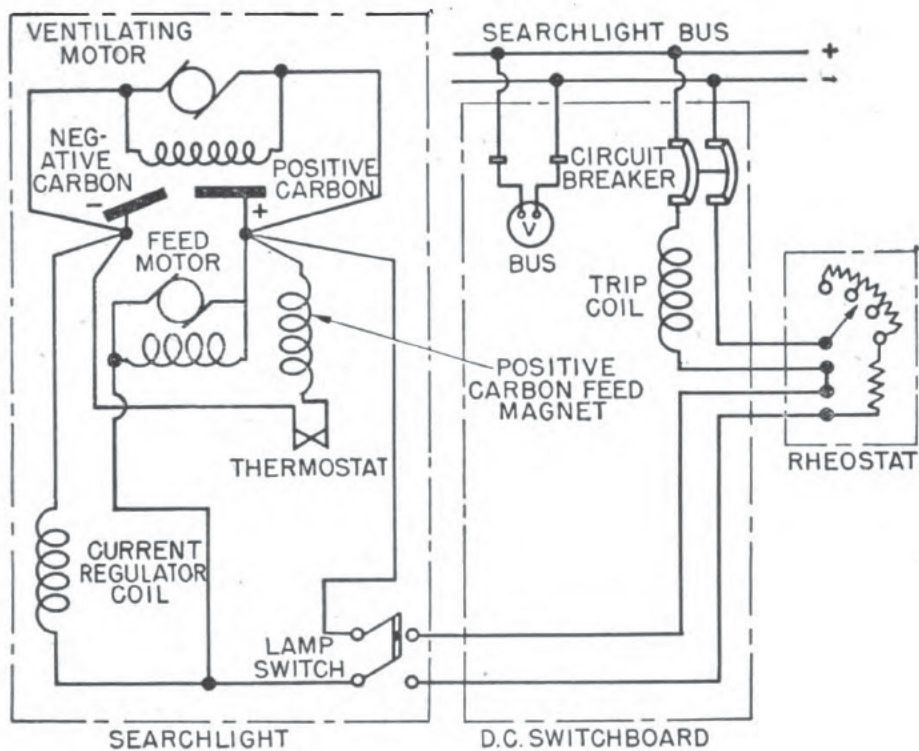 VENTILATING
MOTOR
SEARCHLIGHT BUS
+
-
NEG-
ATIVE
CARBON
POSITIVE
CARBON
-
+
CIRCUIT
BREAKER
V
BUS
FEED
MOTOR
TRIP
COIL
POSITIVE
CARBON FEED
MAGNET
THERMOSTAT
RHEOSTAT
CURRENT
REGULATOR
COIL
LAMP
SWITCH
SEARCHLIGHT
D.C. SWITCHBOARD